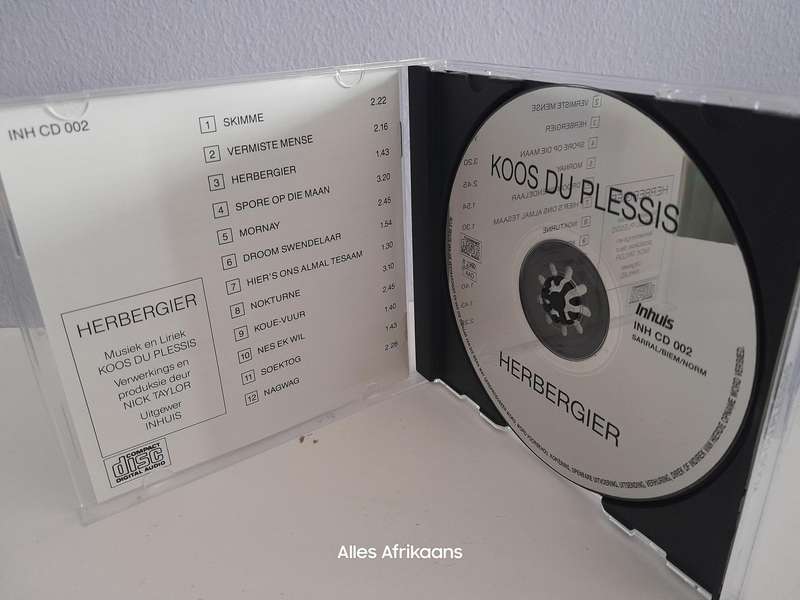 INH CD 002
1 SKIMME 2.22
2 VERMISTE MENSE 2.16
3 HERBERGIER 1.43
4 SPORE OP DIE MAAN 3.20
5 MORNAY 2.45
6 DROOM SWENDELAAR 1.54
7 HIER'S ONS ALMAL TESAAM 1.30
8 NOKTURNE 3.10
9 KOUE-VUUR 2.45
10 NES EK WIL 1.40
11 SOEKTOG 1.43
12 NAGWAG 2.28
HERBERGIER
Musiek en Liriek
KOOS DU PLESSIS
Verwerkings en
produksie deur
NICK TAYLOR
Uitgewer
INHUIS
COMPACT
disc
DIGITAL AUDIO
KOOS DU PLESSIS
Inhuis
INH CD 002
SARRAL/BIEM/NORM
HERBERGIER
Alles Afrikaans